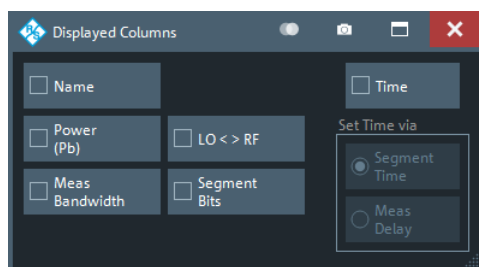 Displayed Columns
Name
Time
Power
(Pb)
LO < > RF
Set Time via
Segment
Time
Meas
Bandwidth
Segment
Bits
Meas
Delay